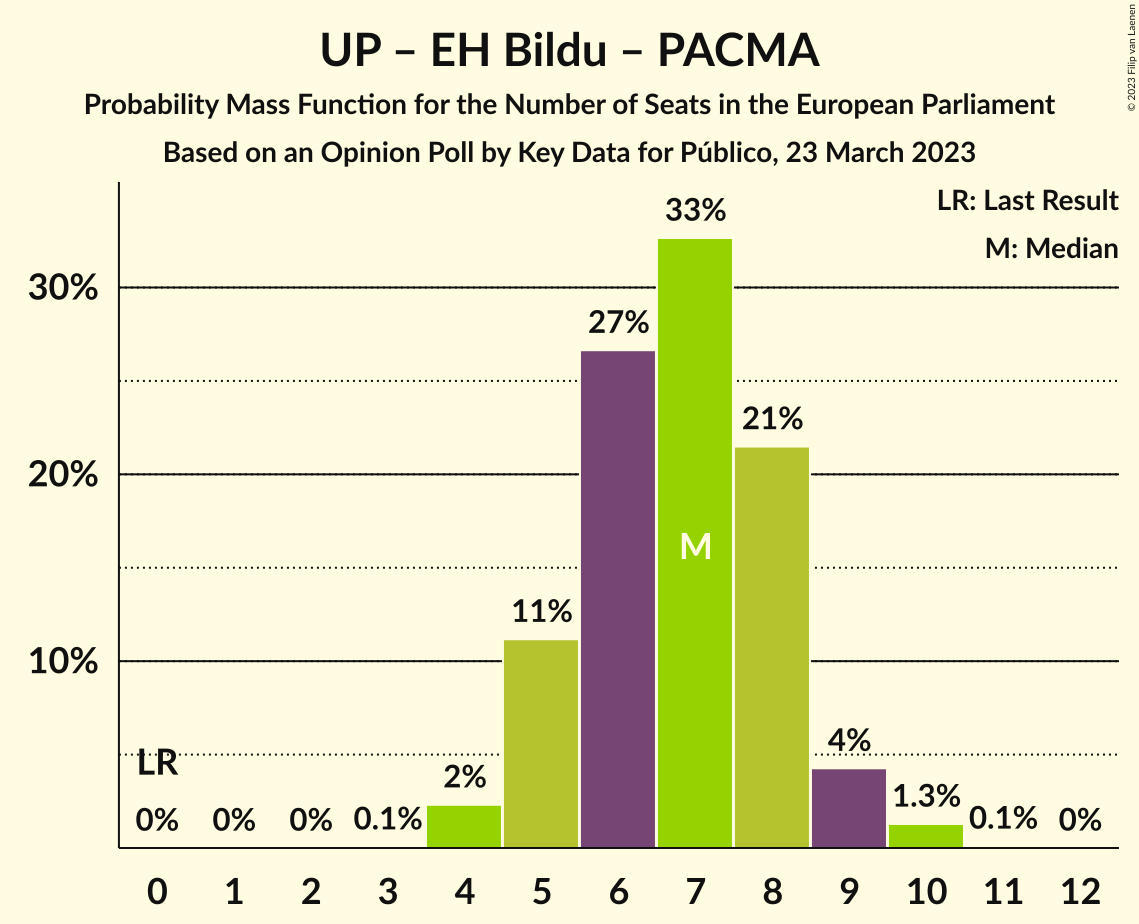 UP – EH Bildu – PACMA
Probability Mass Function for the Number of Seats in the European Parliament
Based on an Opinion Poll by Key Data for Público, 23 March 2023
© 2023 Filip van Laenen
LR: Last Result
M: Median
33%
30%
27%
21%
20%
M
11%
10%
LR
4%
2%
1.3%
0% 0% 0% 0.1% 0.1% 0%
0 1 2 3 4 5 6 7 8 9 10 11 12